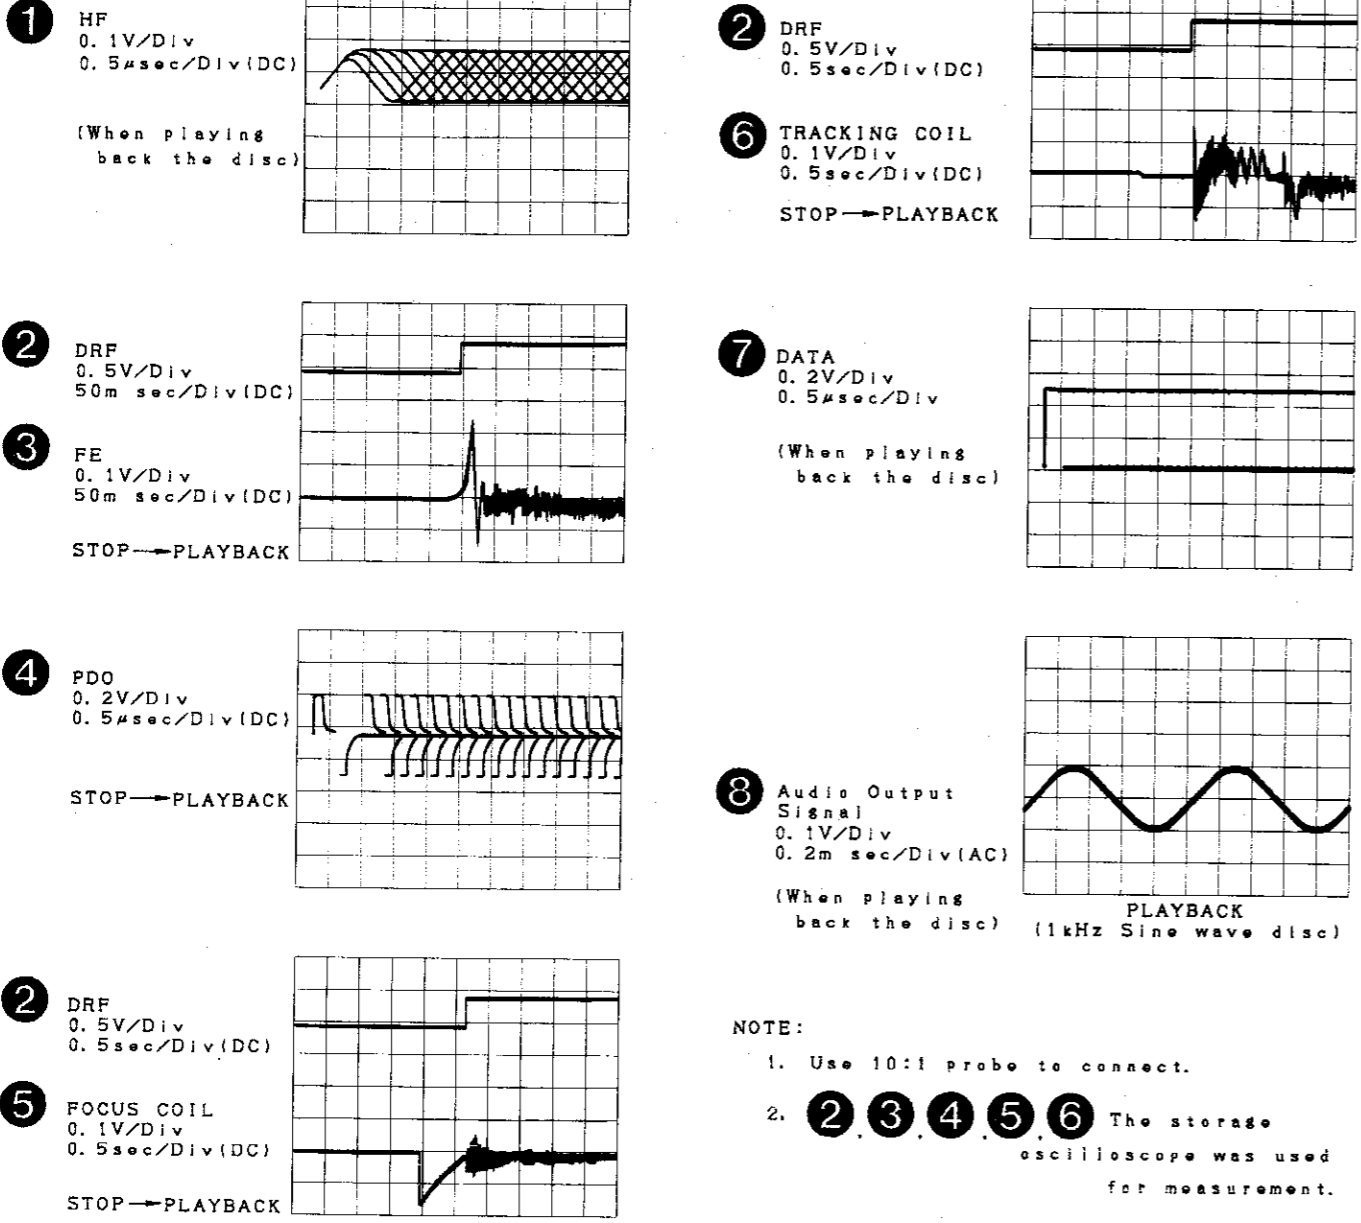 1 HF
0. 1V/Div
0. 5μsec/Div(DC)
(When playing
back the disc)
2 DRF
0. 5V/Div
50m sec/Div(DC)
3 FE
0. 1V/Div
50m sec/Div(DC)
STOP→PLAYBACK
4 PDO
0. 2V/Div
0. 5μsec/Div(DC)
STOP→PLAYBACK
2 DRF
0. 5V/Div
0. 5sec/Div(DC)
5 FOCUS COIL
0. 1V/Div
0. 5sec/Div(DC)
STOP→PLAYBACK
2 DRF
0. 5V/Div
0. 5sec/Div(DC)
6 TRACKING COIL
0. 1V/Div
0. 5sec/Div(DC)
STOP→PLAYBACK
7 DATA
0. 2V/Div
0. 5μsec/Div
(When playing
back the disc)
8 Audio Output
Signal
0. 1V/Div
0. 2m sec/Div(AC)
(When playing
back the disc)
PLAYBACK
(1kHz Sine wave disc)
NOTE:
1. Use 10:1 probe to connect.
2. 2, 3, 4, 5, 6 The storage
oscilloscope was used
for measurement.